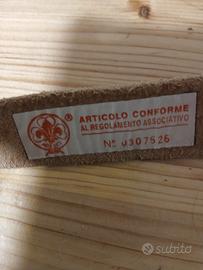 ®
ARTICOLO CONFORME
AL REGOLAMENTO ASSOCIATIVO
N° 0307526
subito